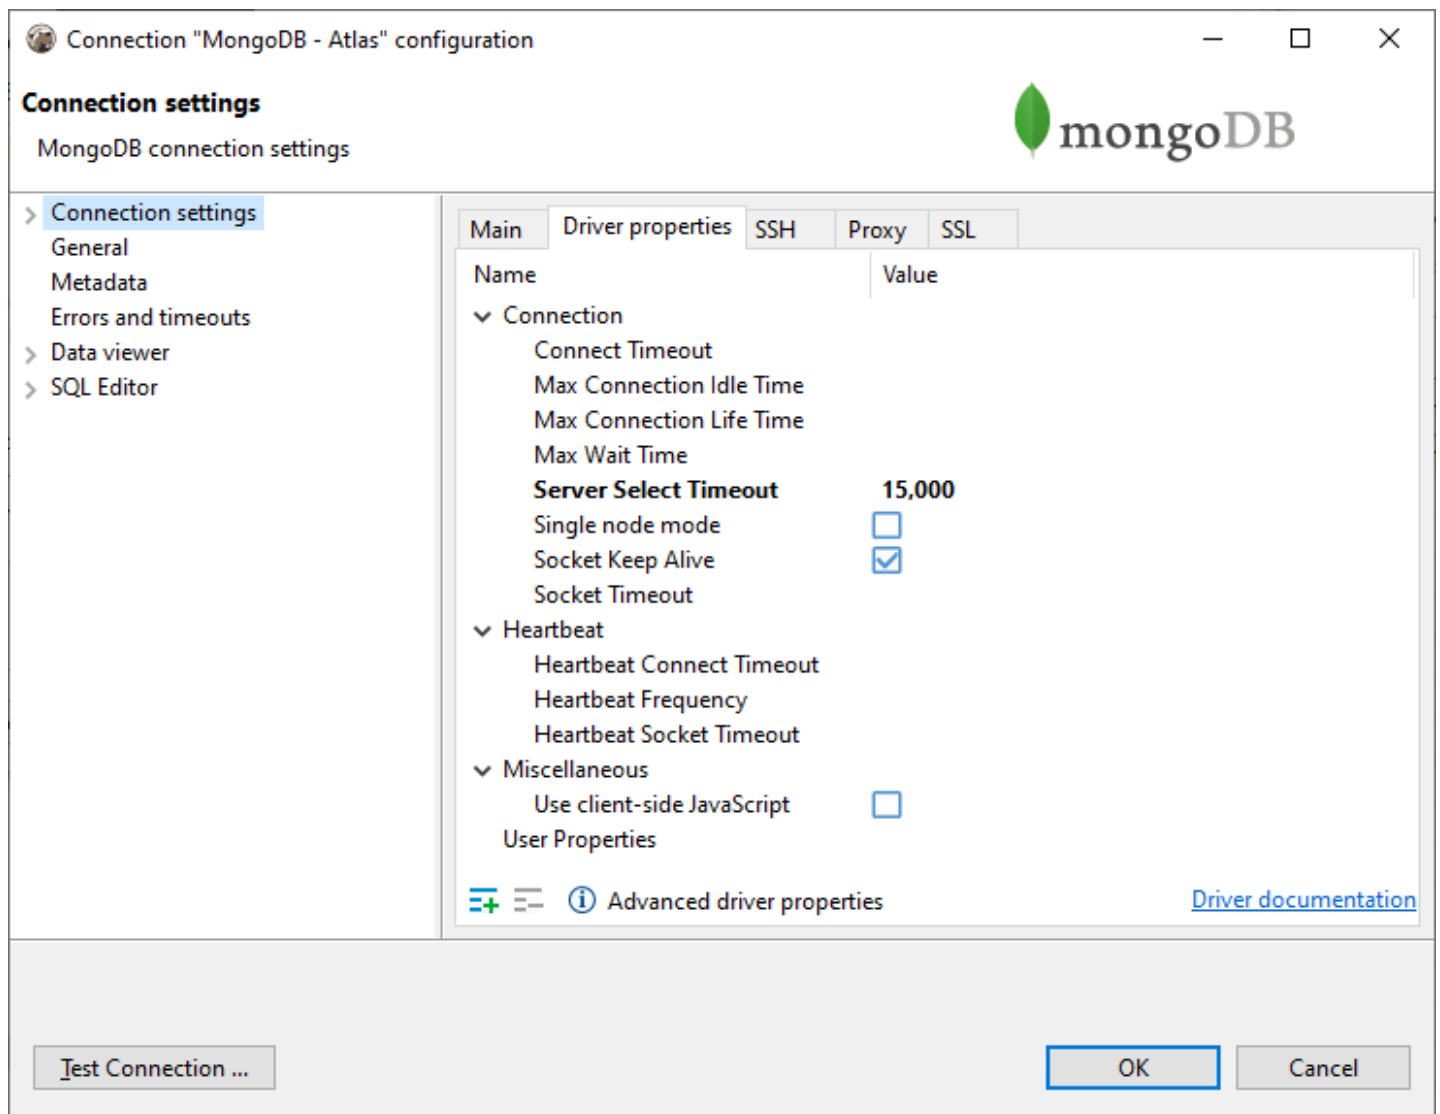 Connection "MongoDB - Atlas" configuration
Connection settings
MongoDB connection settings
mongoDB
Connection settings
General
Metadata
Errors and timeouts
Data viewer
SQL Editor
Main Driver properties SSH Proxy SSL
Name Value
Connection
Connect Timeout
Max Connection Idle Time
Max Connection Life Time
Max Wait Time
Server Select Timeout 15,000
Single node mode
Socket Keep Alive
Socket Timeout
Heartbeat
Heartbeat Connect Timeout
Heartbeat Frequency
Heartbeat Socket Timeout
Miscellaneous
Use client-side JavaScript
User Properties
Advanced driver properties Driver documentation
Test Connection ... OK Cancel